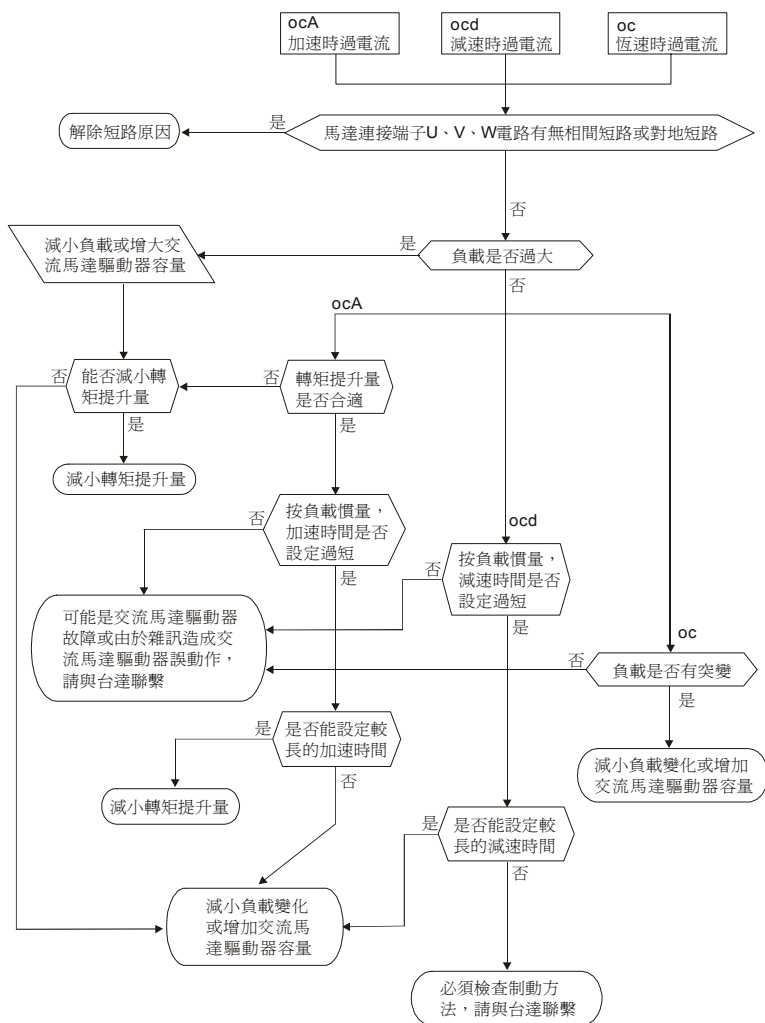 ocA
加速時過電流
ocd
減速時過電流
oc
恆速時過電流
是
解除短路原因
馬達連接端子U、V、W電路有無相間短路或對地短路
否
減小負載或增大交
流馬達驅動器容量
是
負載是否過大
否
ocA
否
能否減小轉
矩提升量
否
轉矩提升量
是否合適
是
是
減小轉矩提升量
否
按負載慣量，
加速時間是否
設定過短
ocd
否
按負載慣量，
減速時間是否
設定過短
是
是
可能是交流馬達驅動器
故障或由於雜訊造成交
流馬達驅動器誤動作，
請與台達聯繫
oc
否
負載是否有突變
是
是
是否能設定較
長的加速時間
否
減小轉矩提升量
減小負載變化或增加
交流馬達驅動器容量
是
是否能設定較
長的減速時間
否
減小負載變化
或增加交流馬
達驅動器容量
必須檢查制動方
法，請與台達聯繫